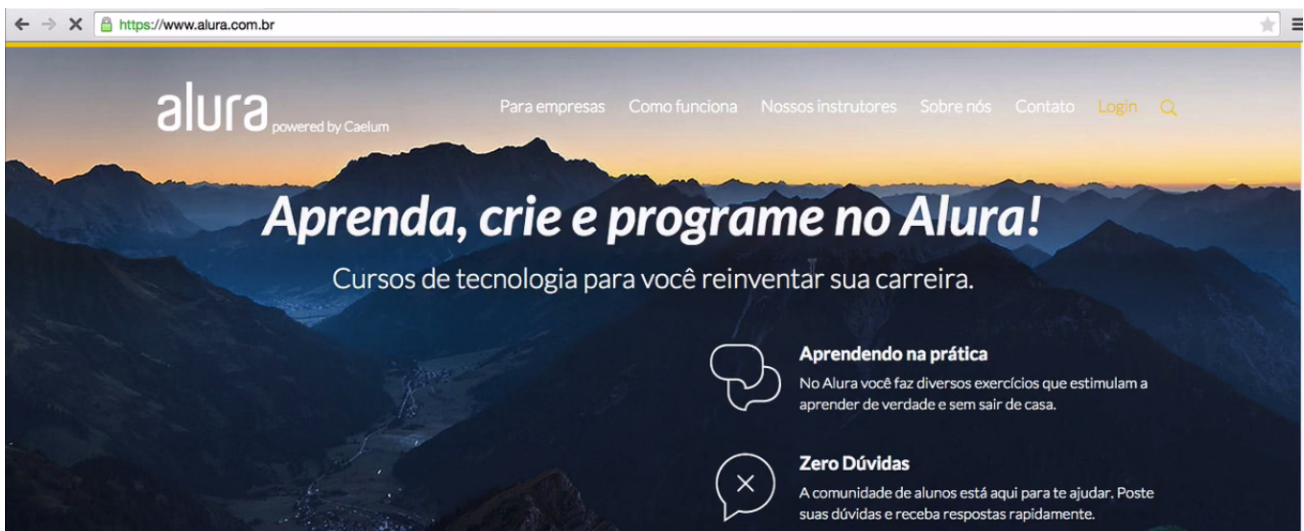 https://www.alura.com.br
alura powered by Caelum
Para empresas Como funciona Nossos instrutores Sobre nós Contato Login
Aprenda, crie e programe no Alura!
Cursos de tecnologia para você reinventar sua carreira.
Aprendendo na prática
No Alura você faz diversos exercícios que estimulam a
aprender de verdade e sem sair de casa.
Zero Dúvidas
A comunidade de alunos está aqui para te ajudar. Poste
suas dúvidas e receba respostas rapidamente.